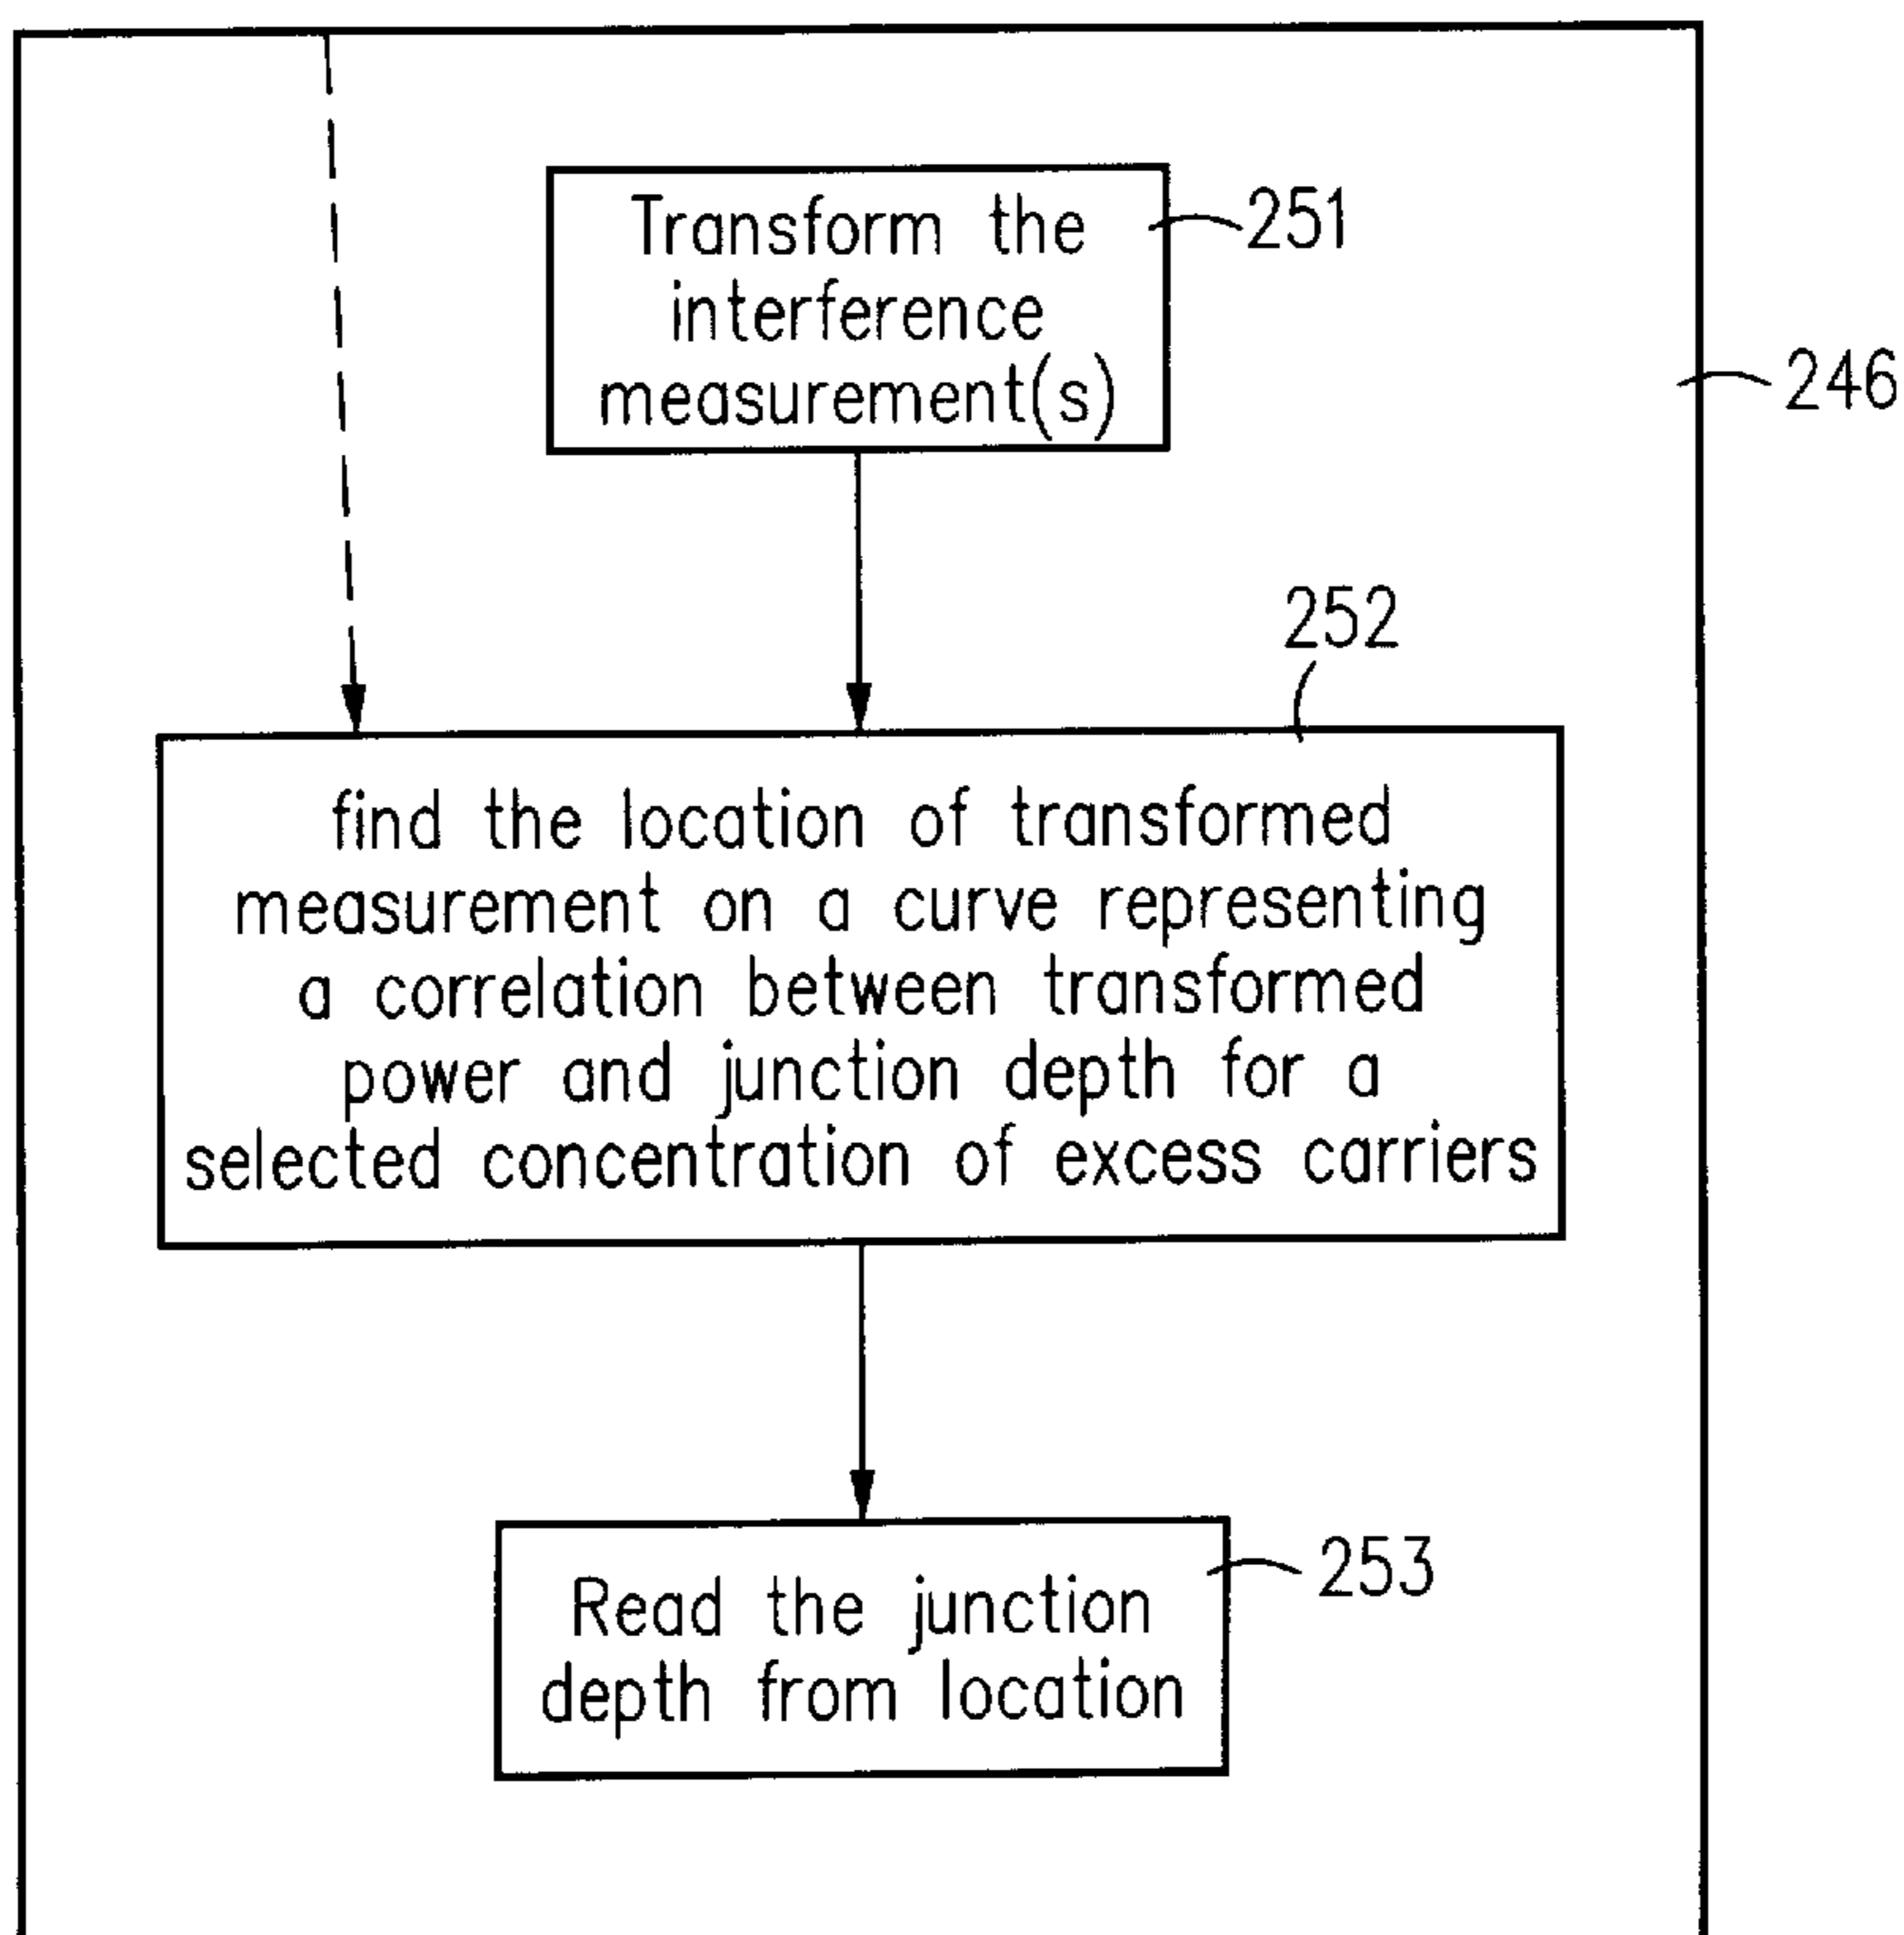 Transform the
interference
measurement(s)
251
246
252
find the location of transformed
measurement on a curve representing
a correlation between transformed
power and junction depth for a
selected concentration of excess carriers
Read the junction
depth from location
253